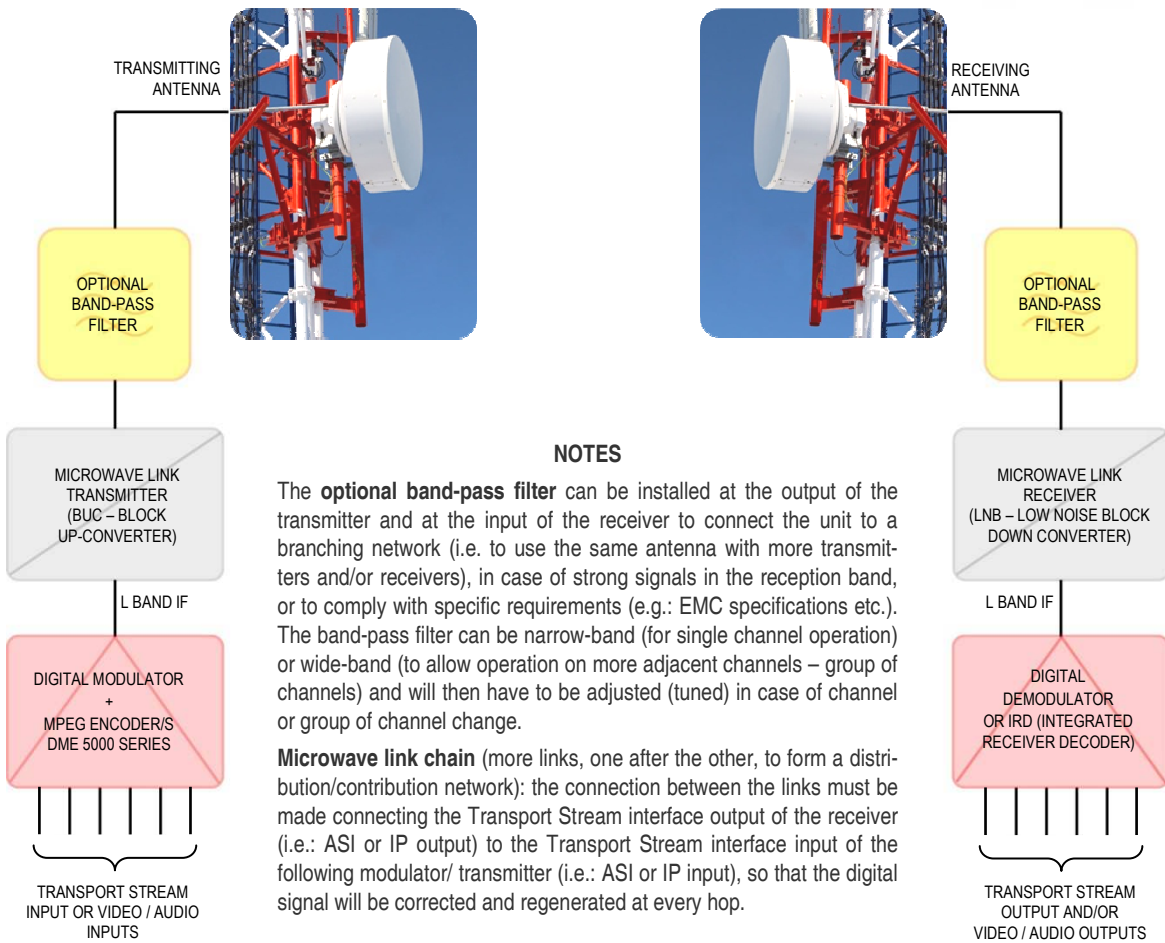 TRANSMITTING
ANTENNA
OPTIONAL
BAND-PASS
FILTER
MICROWAVE LINK
TRANSMITTER
(BUC – BLOCK
UP-CONVERTER)
L BAND IF
DIGITAL MODULATOR
+
MPEG ENCODER/S
DME 5000 SERIES
TRANSPORT STREAM
INPUT OR VIDEO / AUDIO
INPUTS
NOTES
The optional band-pass filter can be installed at the output of the
transmitter and at the input of the receiver to connect the unit to a
branching network (i.e. to use the same antenna with more transmit-
ters and/or receivers), in case of strong signals in the reception band,
or to comply with specific requirements (e.g.: EMC specifications etc.).
The band-pass filter can be narrow-band (for single channel operation)
or wide-band (to allow operation on more adjacent channels – group of
channels) and will then have to be adjusted (tuned) in case of channel
or group of channel change.
Microwave link chain (more links, one after the other, to form a distri-
bution/contribution network): the connection between the links must be
made connecting the Transport Stream interface output of the receiver
(i.e.: ASI or IP output) to the Transport Stream interface input of the
following modulator/ transmitter (i.e.: ASI or IP input), so that the digital
signal will be corrected and regenerated at every hop.
RECEIVING
ANTENNA
OPTIONAL
BAND-PASS
FILTER
MICROWAVE LINK
RECEIVER
(LNB – LOW NOISE BLOCK
DOWN CONVERTER)
L BAND IF
DIGITAL
DEMODULATOR
OR IRD (INTEGRATED
RECEIVER DECODER)
TRANSPORT STREAM
OUTPUT AND/OR
VIDEO / AUDIO OUTPUTS